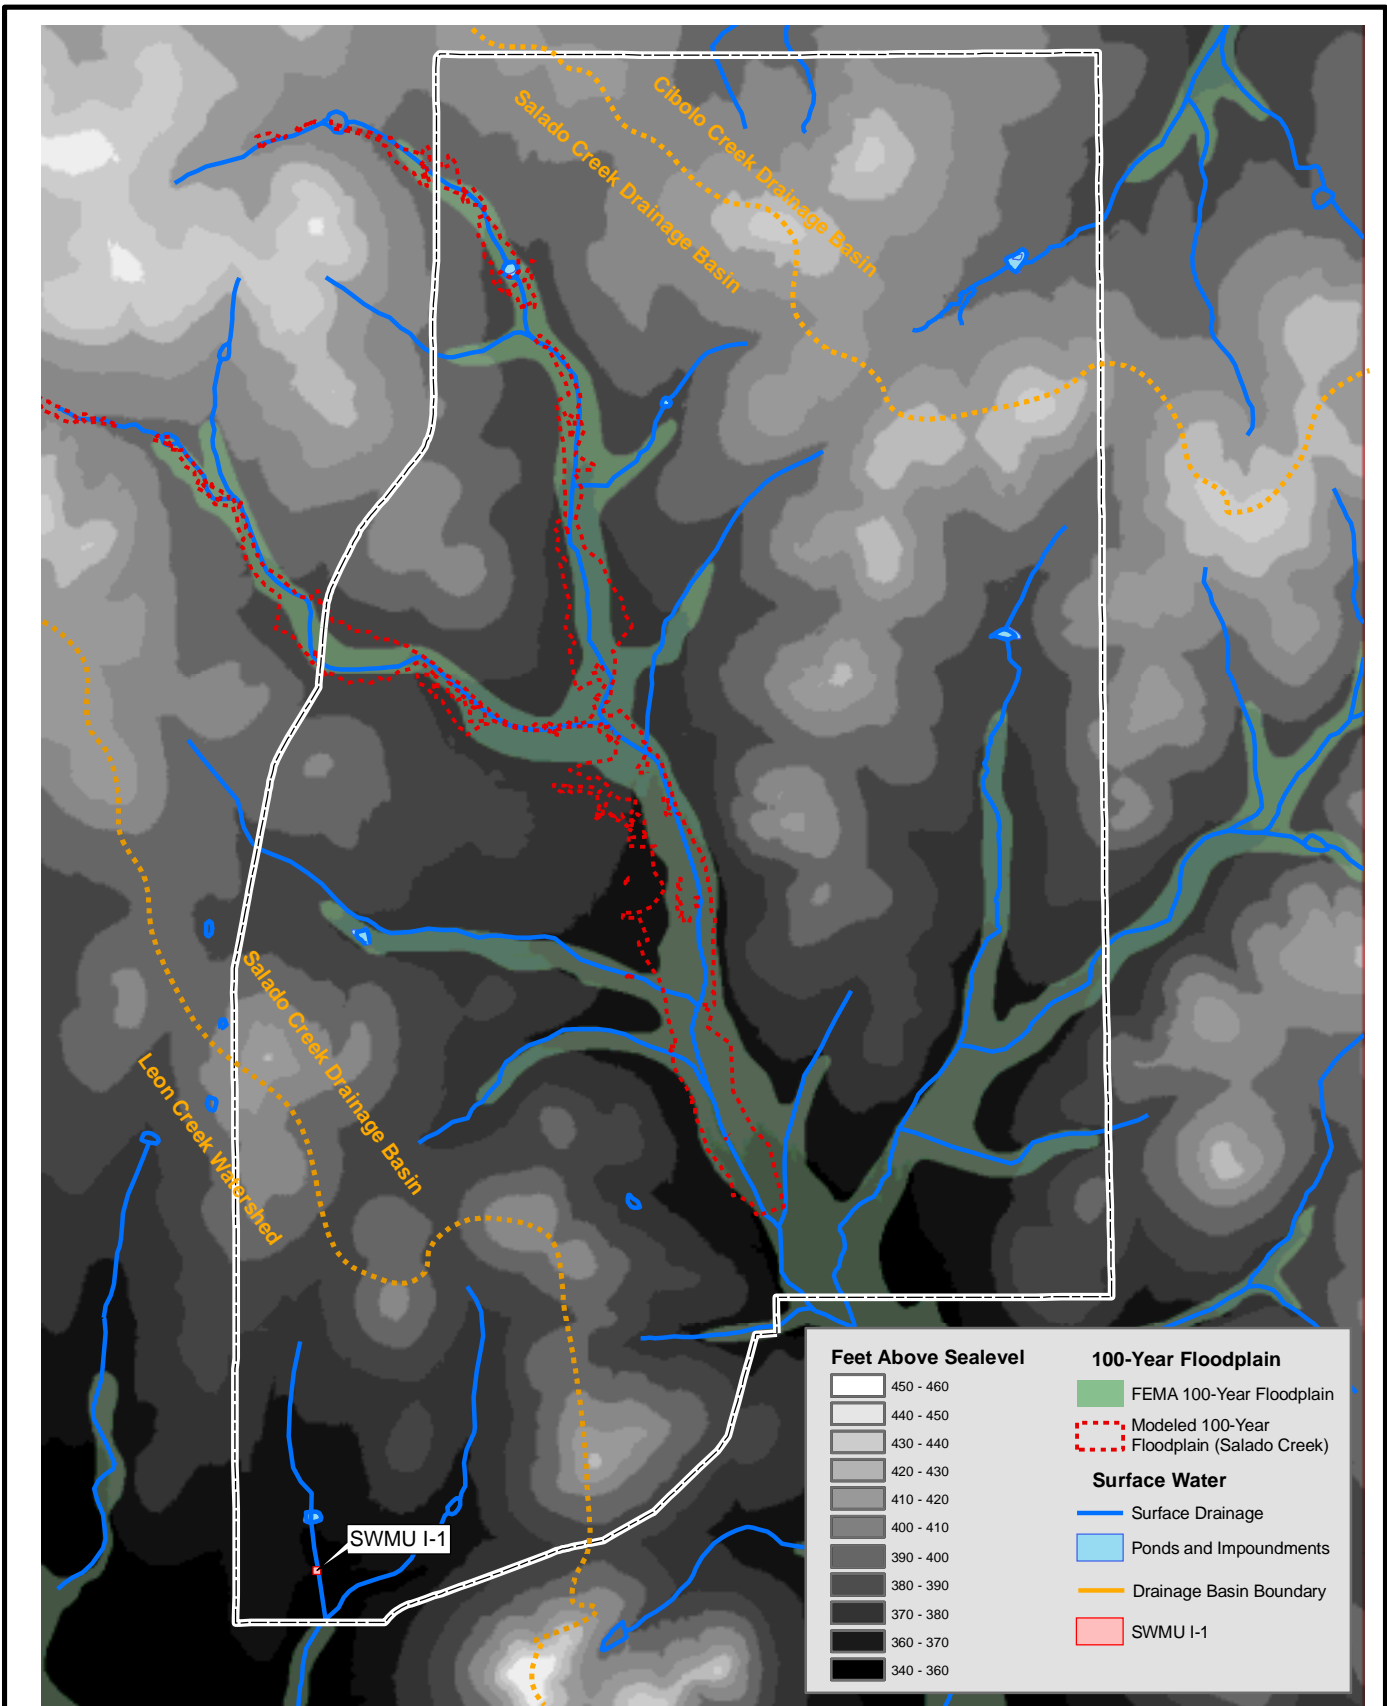 Cibolo Creek Drainage Basin
Salado Creek Drainage Basin
Salado Creek Drainage Basin
Leon Creek Watershed
SWMU I-1
Feet Above Sealevel
450 - 460
440 - 450
430 - 440
420 - 430
410 - 420
400 - 410
390 - 400
380 - 390
370 - 380
360 - 370
340 - 360
100-Year Floodplain
FEMA 100-Year Floodplain
Modeled 100-Year
Floodplain (Salado Creek)
Surface Water
Surface Drainage
Ponds and Impoundments
Drainage Basin Boundary
SWMU I-1